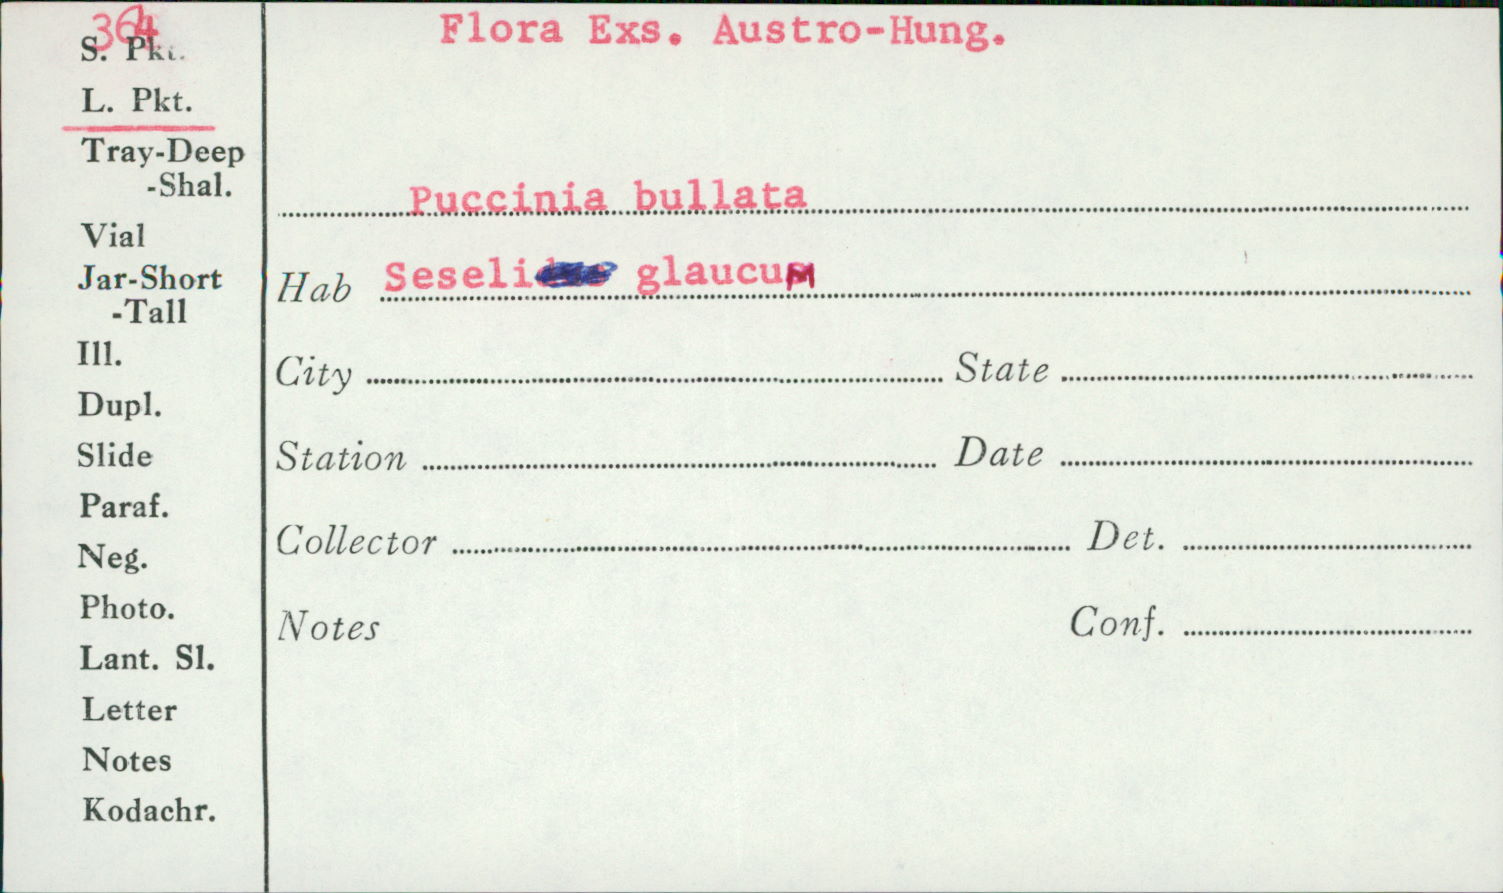 Flora Exs. Austro-Hung.
S. Pkt.
L. Pkt.
Tray-Deep
-Shal.
Vial
Jar-Short
-Tall
Ill.
Dupl.
Slide
Paraf.
Neg.
Photo.
Lant. Sl.
Letter
Notes
Kodachr.
Puccinia bullata
Hab Seseli glaucum
City State
Station Date
Collector Det.
Notes Conf.